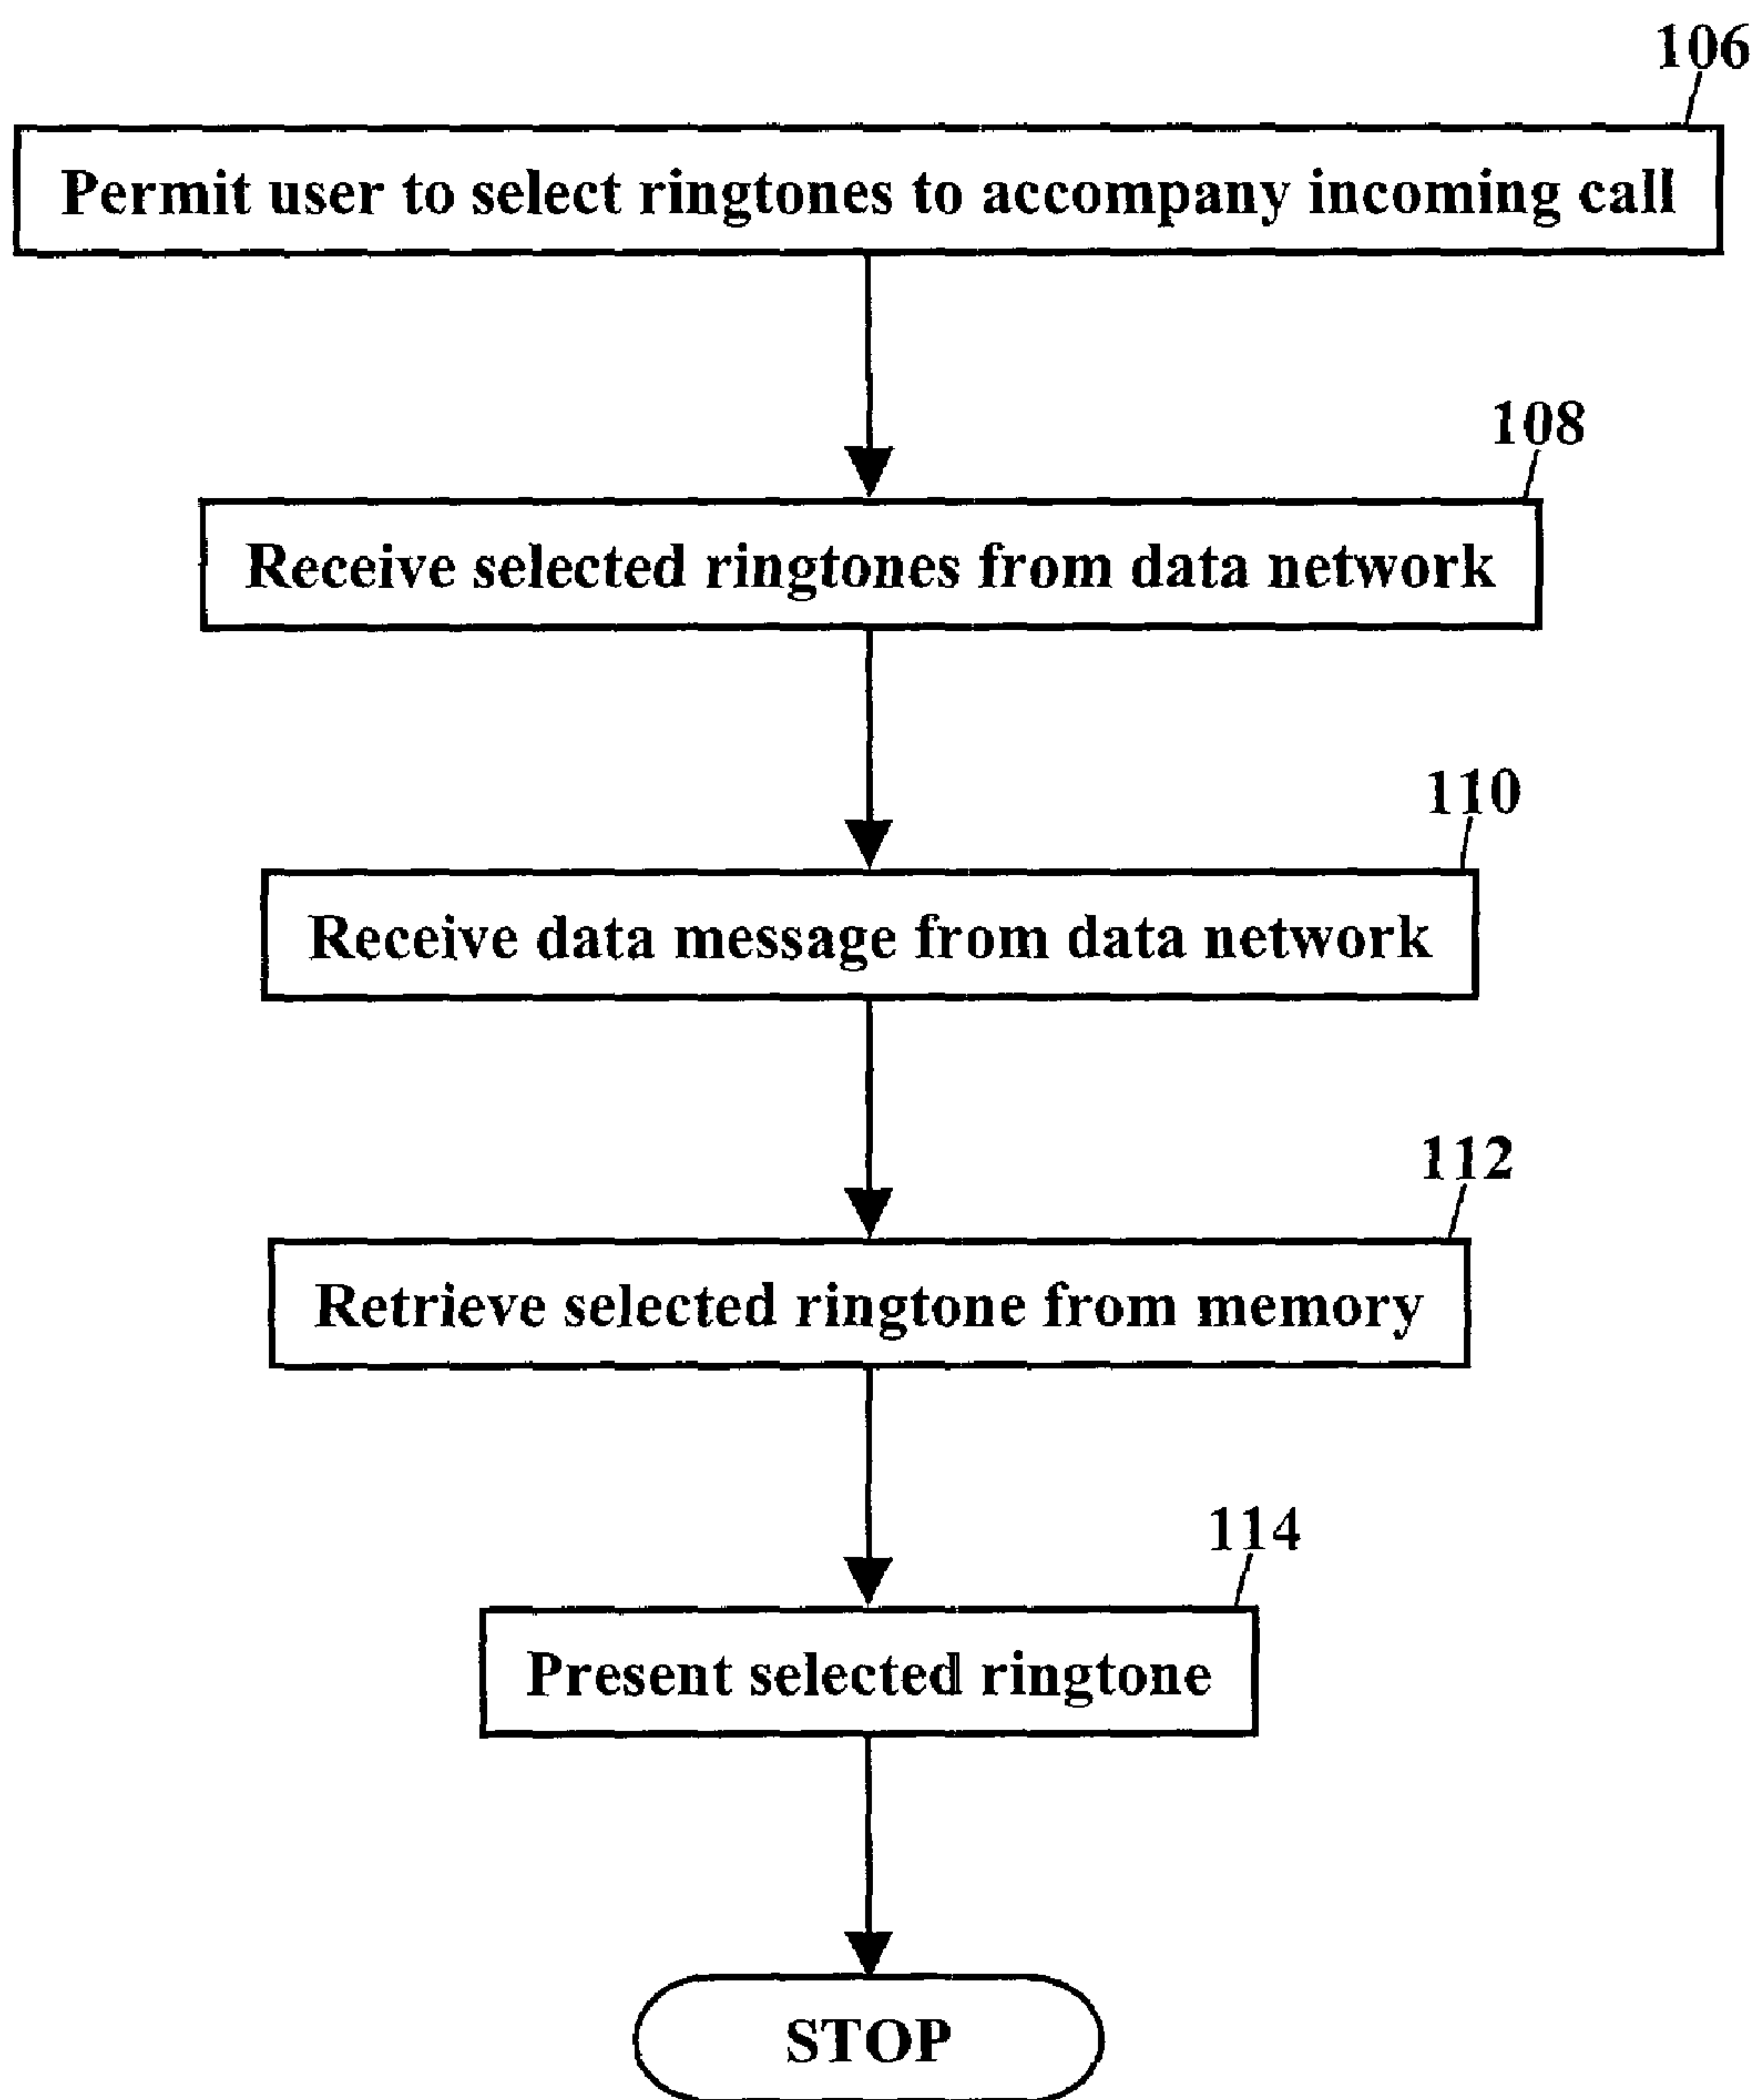 106
Permit user to select ringtones to accompany incoming call
108
Receive selected ringtones from data network
110
Receive data message from data network
112
Retrieve selected ringtone from memory
114
Present selected ringtone
STOP